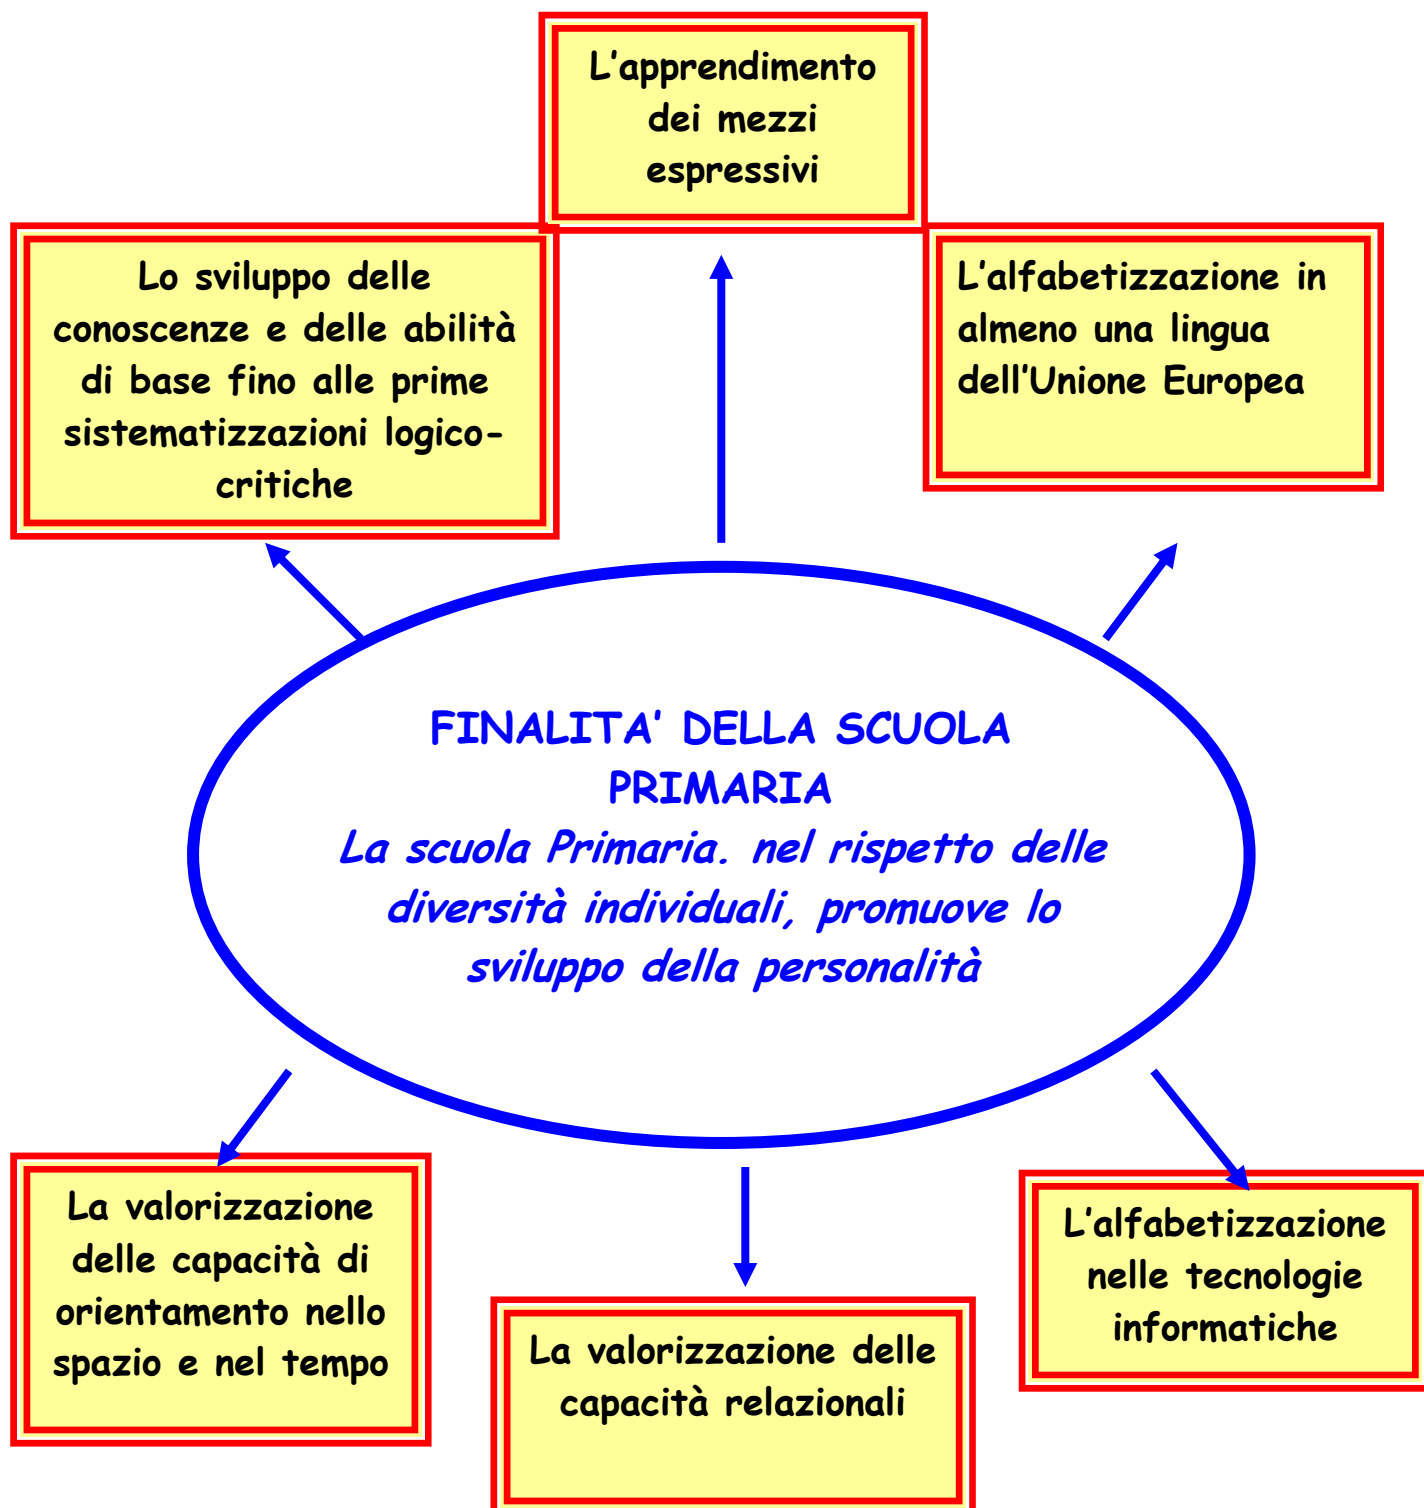 L'apprendimento
dei mezzi
espressivi
Lo sviluppo delle
conoscenze e delle abilità
di base fino alle prime
sistematizzazioni logico-
critiche
L'alfabetizzazione in
almeno una lingua
dell'Unione Europea
FINALITA' DELLA SCUOLA
PRIMARIA
La scuola Primaria. nel rispetto delle
diversità individuali, promuove lo
sviluppo della personalità
La valorizzazione
delle capacità di
orientamento nello
spazio e nel tempo
La valorizzazione delle
capacità relazionali
L'alfabetizzazione
nelle tecnologie
informatiche